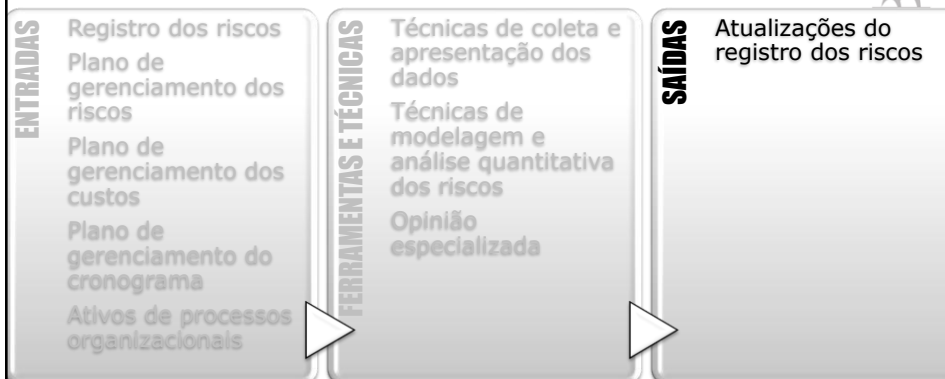 ENTRADAS
Registro dos riscos
Plano de
gerenciamento dos
riscos
Plano de
gerenciamento dos
custos
Plano de
gerenciamento do
cronograma
Ativos de processos
organizacionais
FERRAMENTAS E TÉCNICAS
Técnicas de coleta e
apresentação dos
dados
Técnicas de
modelagem e
análise quantitativa
dos riscos
Opinião
especializada
SAÍDAS
Atualizações do
registro dos riscos